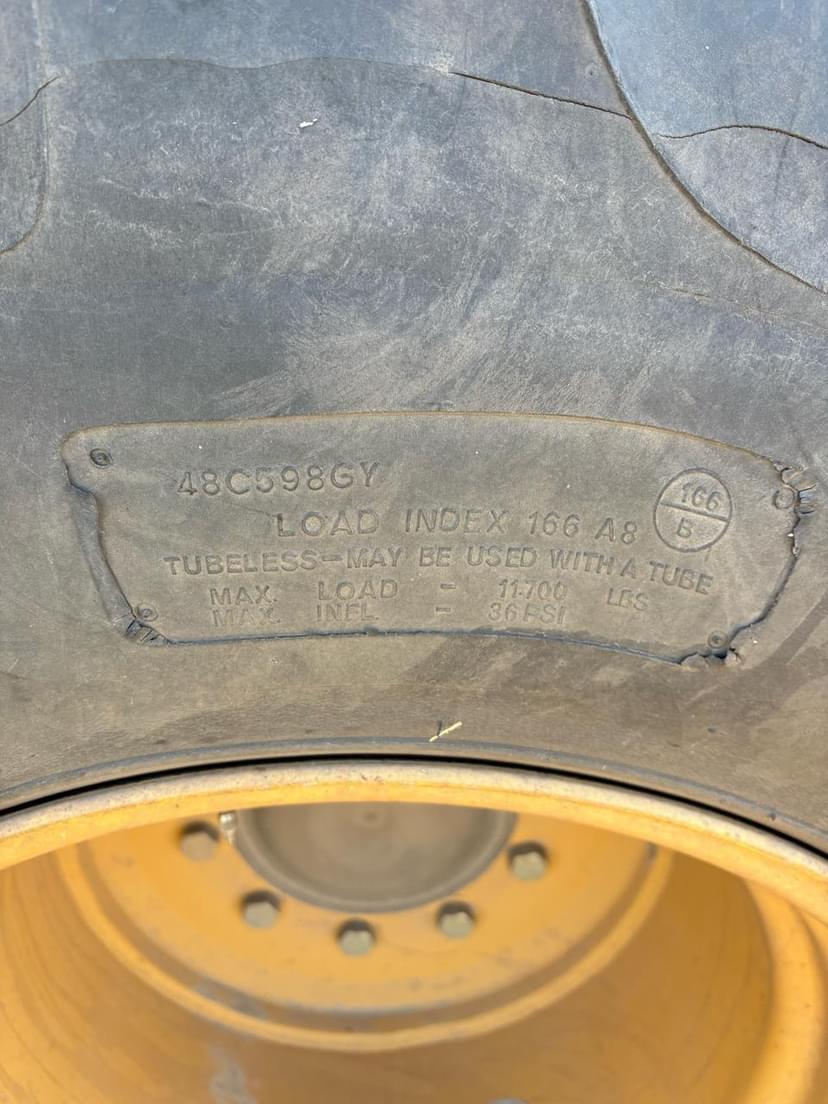 48C598GY
LOAD INDEX 166 A8
166
B
TUBELESS-MAY BE USED WITH A TUBE
MAX. LOAD - 11700 LBS
MAX. INFL - 36 PSI